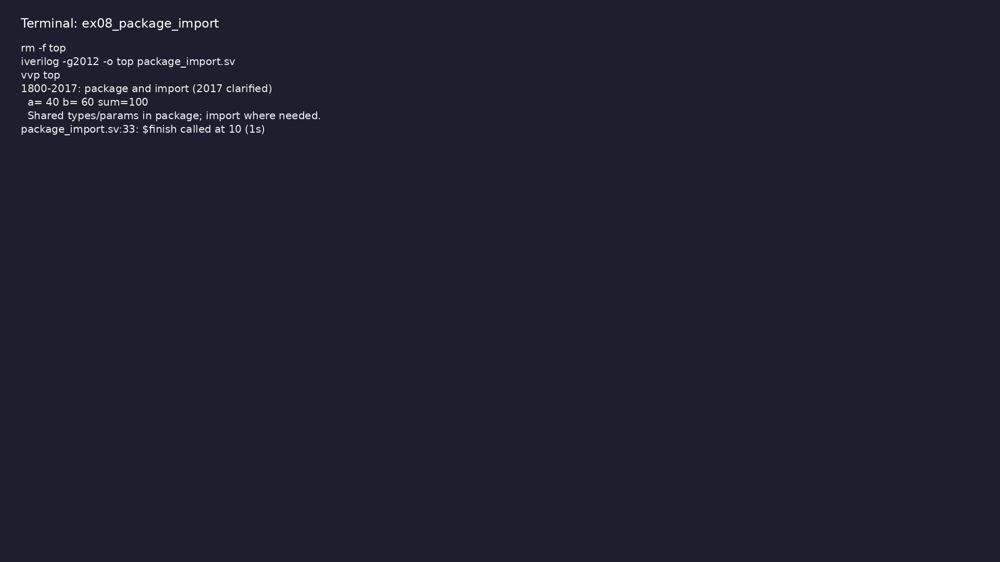 Terminal: ex08_package_import
rm -f top
iverilog -g2012 -o top package_import.sv
vvp top
1800-2017: package and import (2017 clarified)
  a= 40 b= 60 sum=100
  Shared types/params in package; import where needed.
package_import.sv:33: $finish called at 10 (1s)